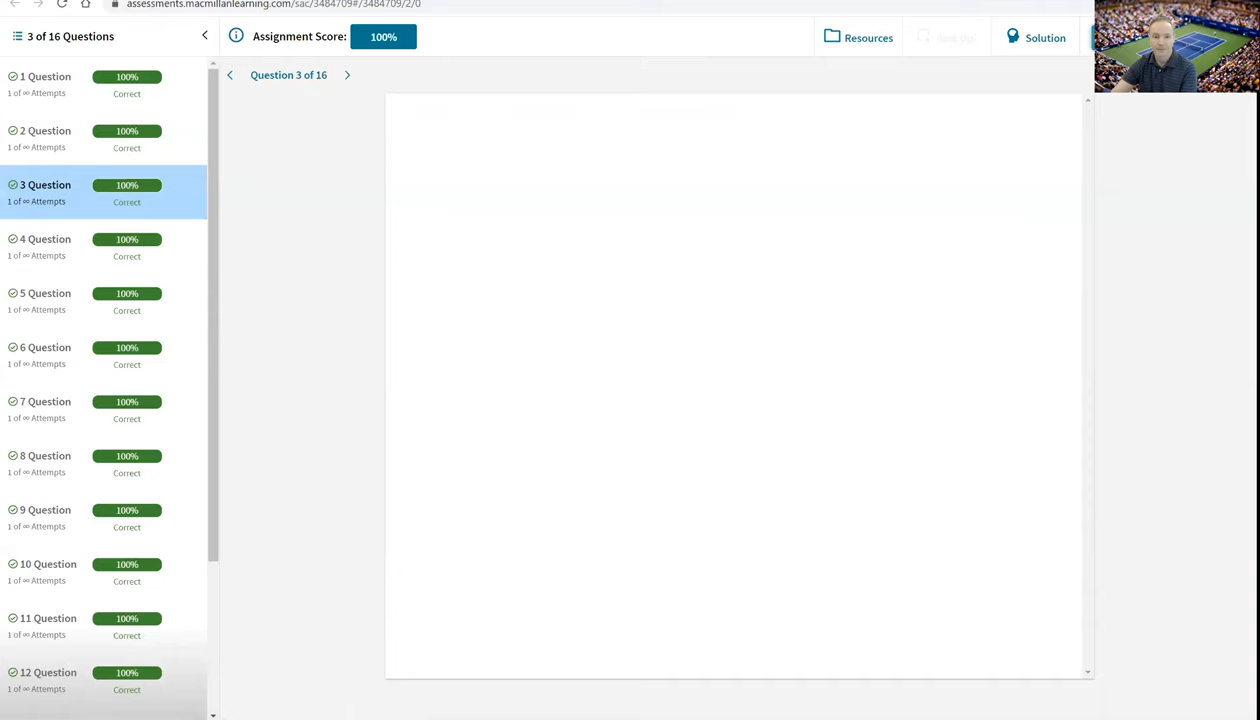 assessments.macmillanlearning.com/sac/3484709#/3484709/2/0
3 of 16 Questions
Assignment Score: 100%
Resources
Solution
Question 3 of 16
1 Question 100%
1 of ∞ Attempts Correct
2 Question 100%
1 of ∞ Attempts Correct
3 Question 100%
1 of ∞ Attempts Correct
4 Question 100%
1 of ∞ Attempts Correct
5 Question 100%
1 of ∞ Attempts Correct
6 Question 100%
1 of ∞ Attempts Correct
7 Question 100%
1 of ∞ Attempts Correct
8 Question 100%
1 of ∞ Attempts Correct
9 Question 100%
1 of ∞ Attempts Correct
10 Question 100%
1 of ∞ Attempts Correct
11 Question 100%
1 of ∞ Attempts Correct
12 Question 100%
1 of ∞ Attempts Correct